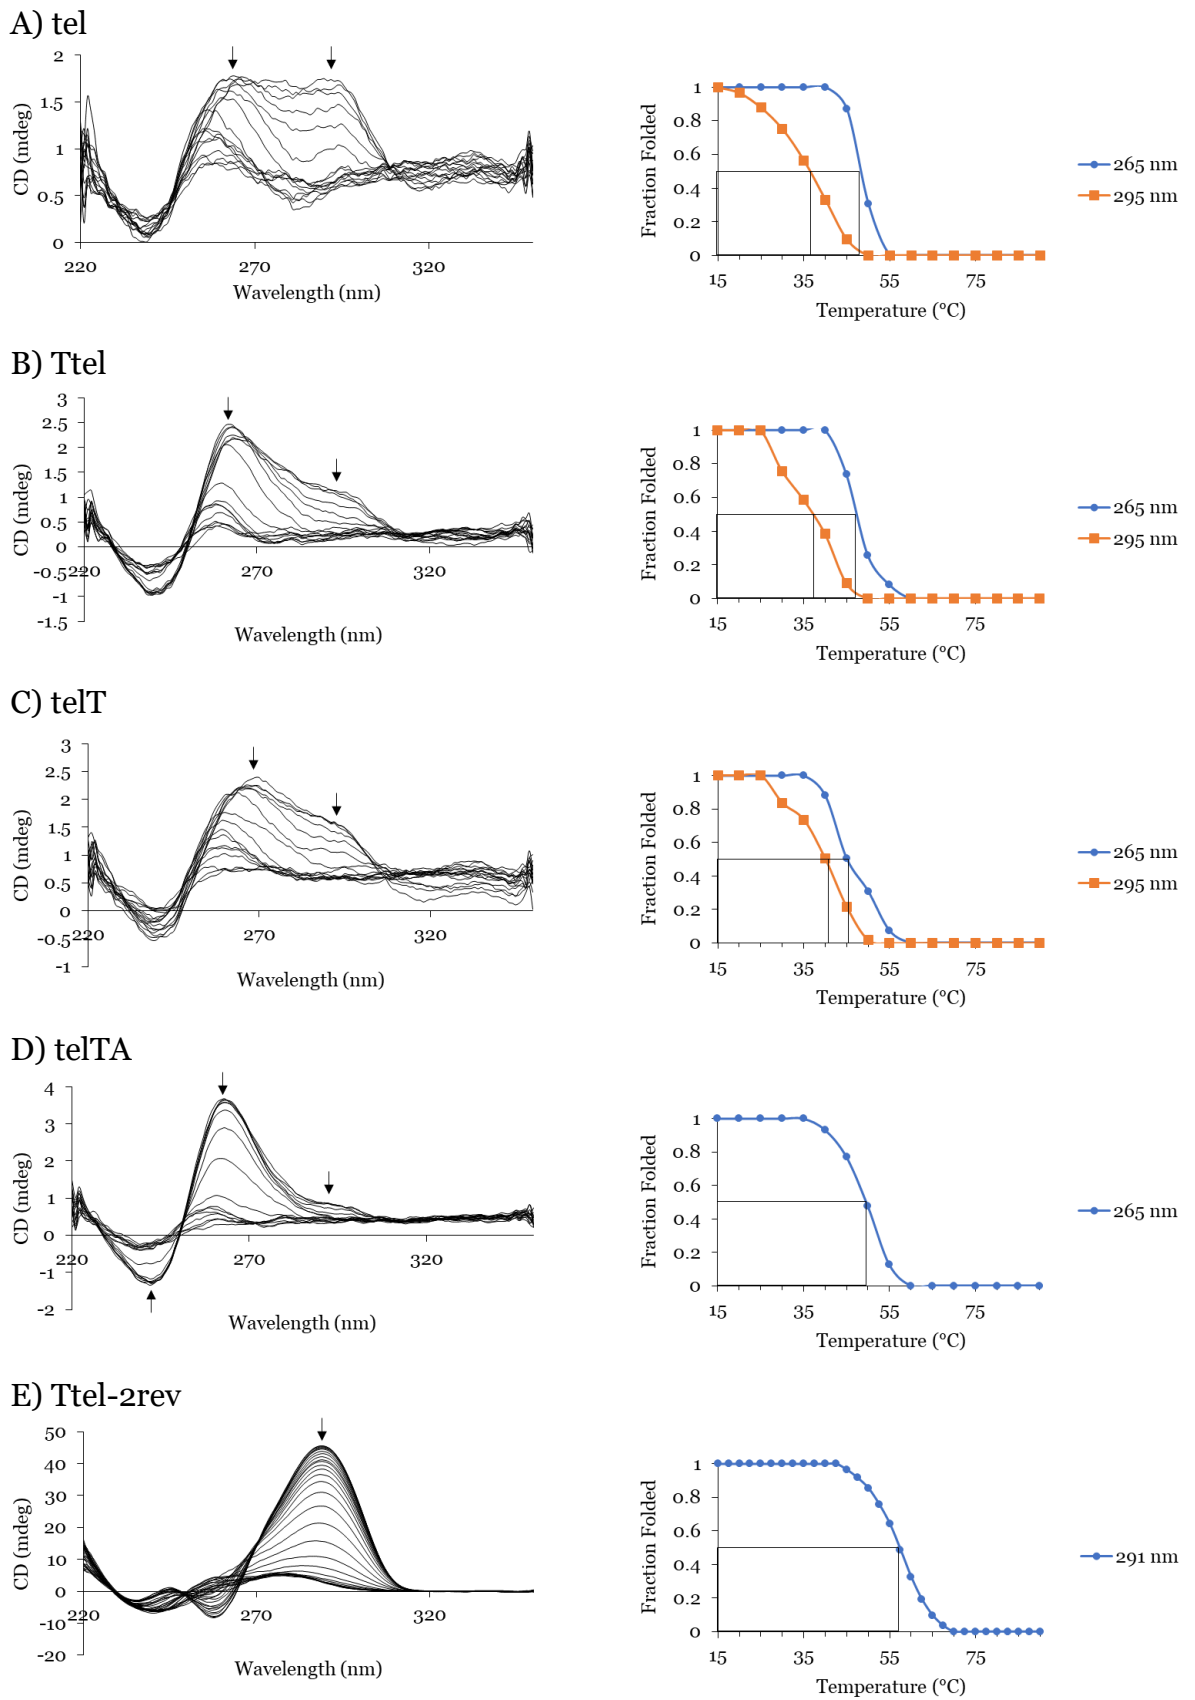 A) tel
2
1.5
1
0.5
0
220 270 320
CD (mdeg)
Wavelength (nm)
1
0.8
0.6
0.4
0.2
0
15 35 55 75
Fraction Folded
Temperature (°C)
265 nm
295 nm
B) Ttel
3
2.5
2
1.5
1
0.5
0
-0.5
-1
-1.5
220 270 320
CD (mdeg)
Wavelength (nm)
1
0.8
0.6
0.4
0.2
0
15 35 55 75
Fraction Folded
Temperature (°C)
265 nm
295 nm
C) telT
3
2.5
2
1.5
1
0.5
0
-0.5
-1
220 270 320
CD (mdeg)
Wavelength (nm)
1
0.8
0.6
0.4
0.2
0
15 35 55 75
Fraction Folded
Temperature (°C)
265 nm
295 nm
D) telTA
4
3
2
1
0
-1
-2
220 270 320
CD (mdeg)
Wavelength (nm)
1
0.8
0.6
0.4
0.2
0
15 35 55 75
Fraction Folded
Temperature (°C)
265 nm
E) Ttel-2rev
50
40
30
20
10
0
-10
-20
220 270 320
CD (mdeg)
Wavelength (nm)
1
0.8
0.6
0.4
0.2
0
15 35 55 75
Fraction Folded
Temperature (°C)
291 nm